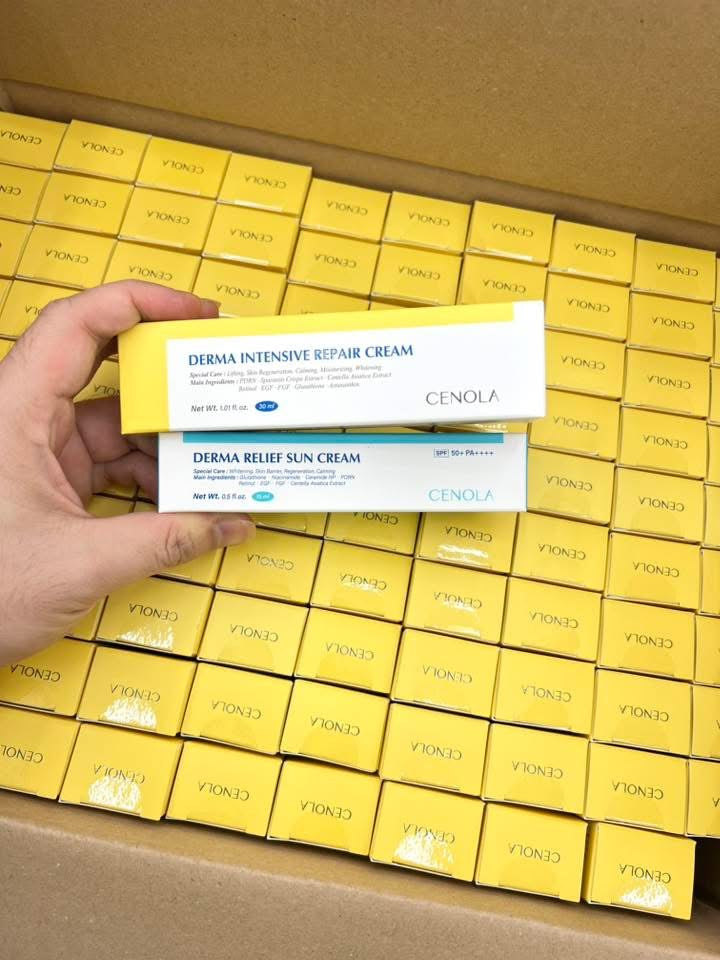 DERMA INTENSIVE REPAIR CREAM
Special Care : Lifting, Skin Regeneration, Calming, Moisturizing, Whitening
Main Ingredients : PDRN · Sparassis Crispa Extract · Centella Asiatica Extract
Retinol · EGF · FGF · Glutathione · Astaxanthin
Net Wt. 1.01 fl. oz. 30 ml
CENOLA
DERMA RELIEF SUN CREAM
SPF 50+ PA++++
Special Care : Whitening, Skin Barrier, Regeneration, Calming
Main Ingredients : Glutathione · Niacinamide · Ceramide NP · PDRN
Retinol · EGF · FGF · Centella Asiatica Extract
Net Wt. 0.5 fl. oz. 15 ml
CENOLA